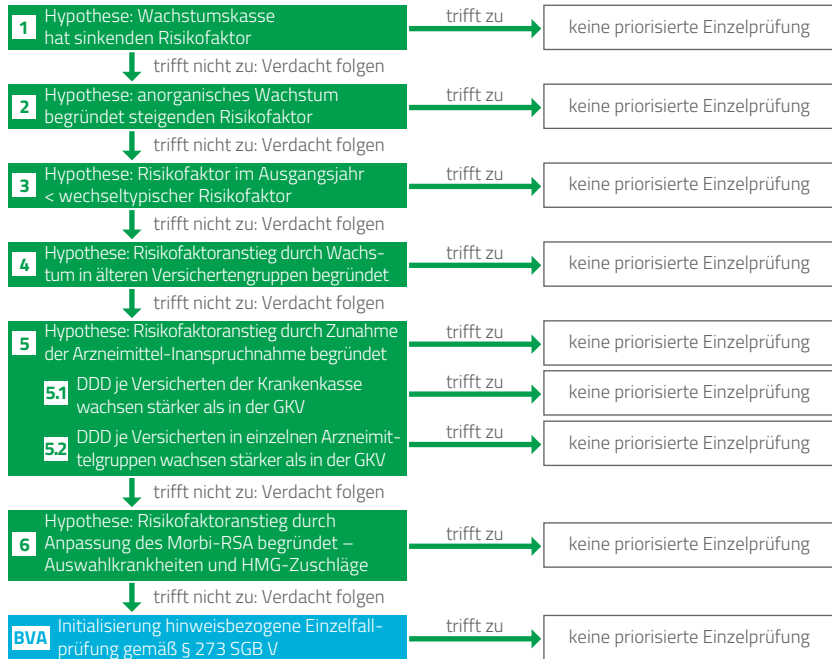 1
Hypothese: Wachstumskasse
hat sinkenden Risikofaktor
trifft zu
keine priorisierte Einzelprüfung
trifft nicht zu: Verdacht folgen
2
Hypothese: anorganisches Wachstum
begründet steigenden Risikofaktor
trifft zu
keine priorisierte Einzelprüfung
trifft nicht zu: Verdacht folgen
3
Hypothese: Risikofaktor im Ausgangsjahr
< wechseltypischer Risikofaktor
trifft zu
keine priorisierte Einzelprüfung
trifft nicht zu: Verdacht folgen
4
Hypothese: Risikofaktoranstieg durch Wachs-
tum in älteren Versichertengruppen begründet
trifft zu
keine priorisierte Einzelprüfung
trifft nicht zu: Verdacht folgen
5
Hypothese: Risikofaktoranstieg durch Zunahme
der Arzneimittel-Inanspruchnahme begründet
trifft zu
keine priorisierte Einzelprüfung
5.1
DDD je Versicherten der Krankenkasse
wachsen stärker als in der GKV
trifft zu
keine priorisierte Einzelprüfung
5.2
DDD je Versicherten in einzelnen Arzneimit-
telgruppen wachsen stärker als in der GKV
trifft zu
keine priorisierte Einzelprüfung
trifft nicht zu: Verdacht folgen
6
Hypothese: Risikofaktoranstieg durch
Anpassung des Morbi-RSA begründet –
Auswahlkrankheiten und HMG-Zuschläge
trifft zu
keine priorisierte Einzelprüfung
trifft nicht zu: Verdacht folgen
BVA
Initialisierung hinweisbezogene Einzelfall-
prüfung gemäß § 273 SGB V
trifft zu
keine priorisierte Einzelprüfung